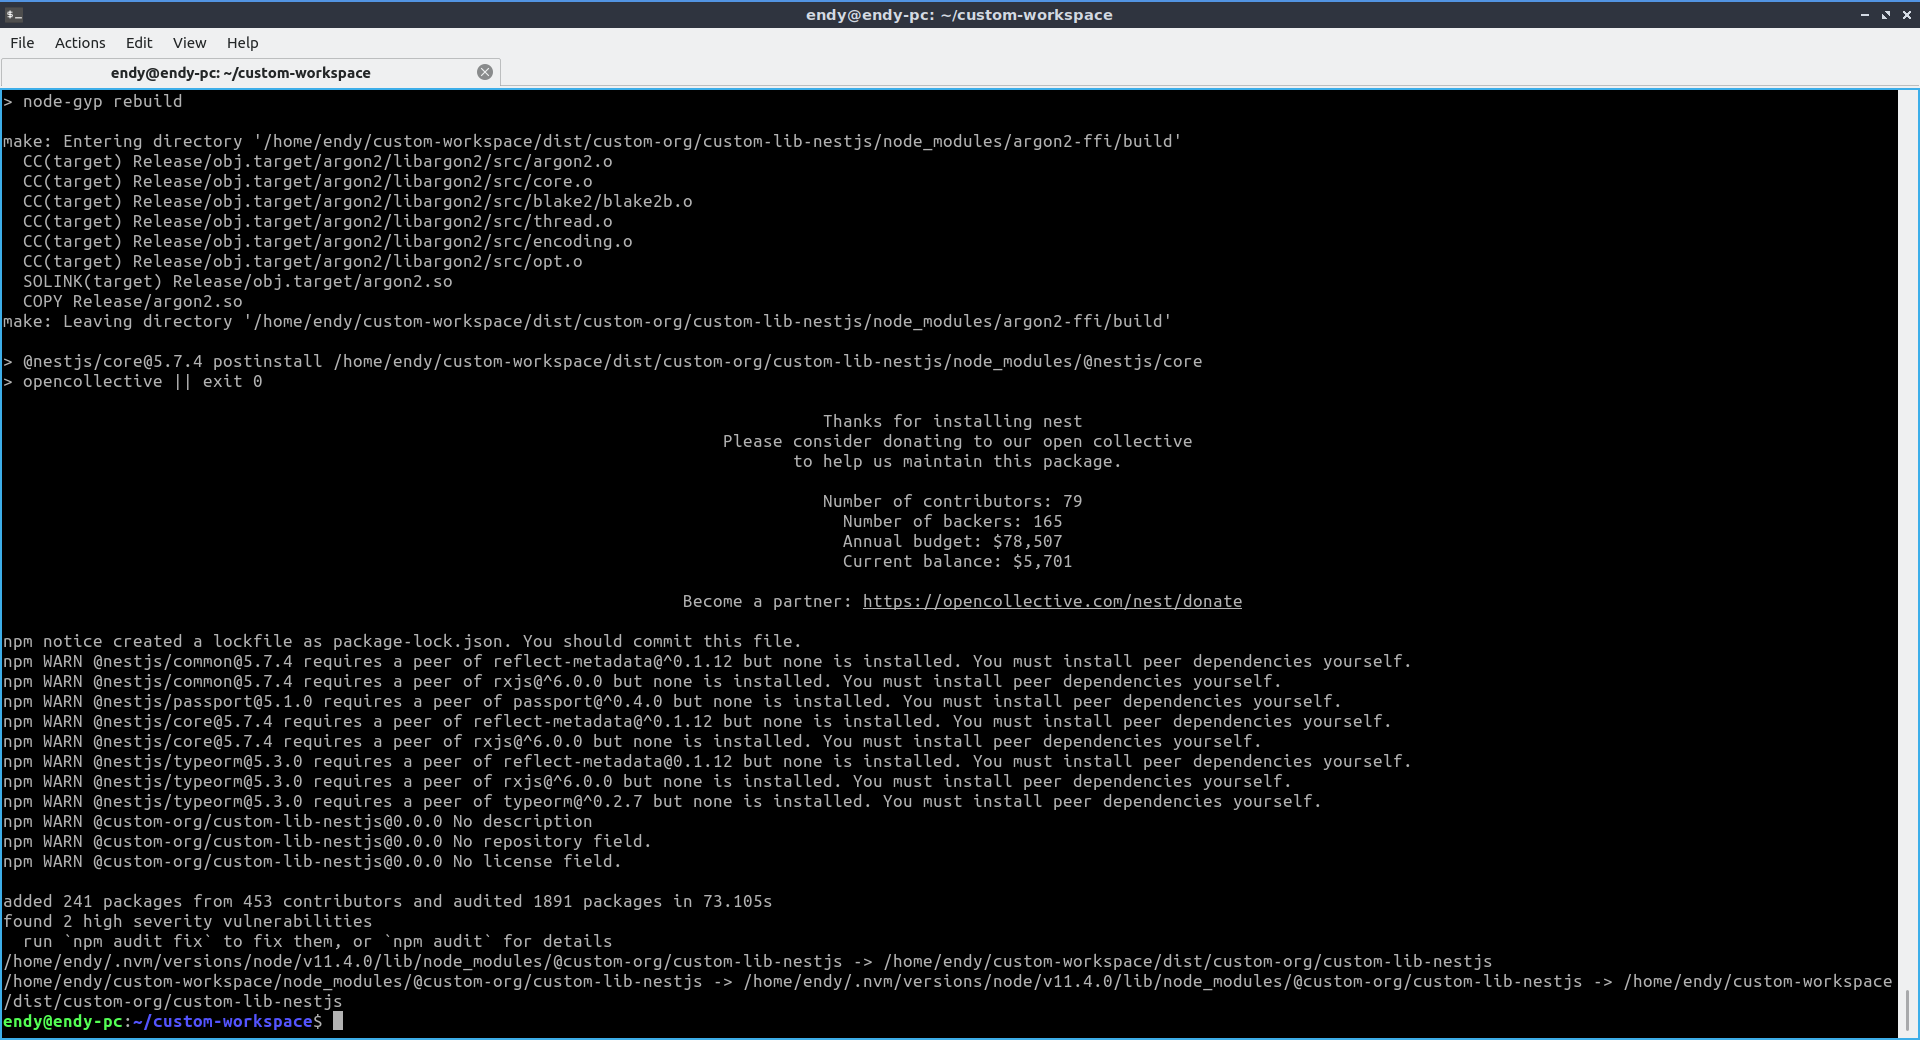 endy@endy-pc: ~/custom-workspace
File Actions Edit View Help
endy@endy-pc: ~/custom-workspace
> node-gyp rebuild
make: Entering directory '/home/endy/custom-workspace/dist/custom-org/custom-lib-nestjs/node_modules/argon2-ffi/build'
CC(target) Release/obj.target/argon2/libargon2/src/argon2.o
CC(target) Release/obj.target/argon2/libargon2/src/core.o
CC(target) Release/obj.target/argon2/libargon2/src/blake2/blake2b.o
CC(target) Release/obj.target/argon2/libargon2/src/thread.o
CC(target) Release/obj.target/argon2/libargon2/src/encoding.o
CC(target) Release/obj.target/argon2/libargon2/src/opt.o
SOLINK(target) Release/obj.target/argon2.so
COPY Release/argon2.so
make: Leaving directory '/home/endy/custom-workspace/dist/custom-org/custom-lib-nestjs/node_modules/argon2-ffi/build'
> @nestjs/core@5.7.4 postinstall /home/endy/custom-workspace/dist/custom-org/custom-lib-nestjs/node_modules/@nestjs/core
> opencollective || exit 0
Thanks for installing nest
Please consider donating to our open collective
to help us maintain this package.
Number of contributors: 79
Number of backers: 165
Annual budget: $78,507
Current balance: $5,701
Become a partner: https://opencollective.com/nest/donate
npm notice created a lockfile as package-lock.json. You should commit this file.
npm WARN @nestjs/common@5.7.4 requires a peer of reflect-metadata@^0.1.12 but none is installed. You must install peer dependencies yourself.
npm WARN @nestjs/common@5.7.4 requires a peer of rxjs@^6.0.0 but none is installed. You must install peer dependencies yourself.
npm WARN @nestjs/passport@5.1.0 requires a peer of passport@^0.4.0 but none is installed. You must install peer dependencies yourself.
npm WARN @nestjs/core@5.7.4 requires a peer of reflect-metadata@^0.1.12 but none is installed. You must install peer dependencies yourself.
npm WARN @nestjs/core@5.7.4 requires a peer of rxjs@^6.0.0 but none is installed. You must install peer dependencies yourself.
npm WARN @nestjs/typeorm@5.3.0 requires a peer of reflect-metadata@0.1.12 but none is installed. You must install peer dependencies yourself.
npm WARN @nestjs/typeorm@5.3.0 requires a peer of rxjs@^6.0.0 but none is installed. You must install peer dependencies yourself.
npm WARN @nestjs/typeorm@5.3.0 requires a peer of typeorm@^0.2.7 but none is installed. You must install peer dependencies yourself.
npm WARN @custom-org/custom-lib-nestjs@0.0.0 No description
npm WARN @custom-org/custom-lib-nestjs@0.0.0 No repository field.
npm WARN @custom-org/custom-lib-nestjs@0.0.0 No license field.
added 241 packages from 453 contributors and audited 1891 packages in 73.105s
found 2 high severity vulnerabilities
run `npm audit fix` to fix them, or `npm audit` for details
/home/endy/.nvm/versions/node/v11.4.0/lib/node_modules/@custom-org/custom-lib-nestjs -> /home/endy/custom-workspace/dist/custom-org/custom-lib-nestjs
/home/endy/custom-workspace/node_modules/@custom-org/custom-lib-nestjs -> /home/endy/.nvm/versions/node/v11.4.0/lib/node_modules/@custom-org/custom-lib-nestjs -> /home/endy/custom-workspace
/dist/custom-org/custom-lib-nestjs
endy@endy-pc:~/custom-workspace$